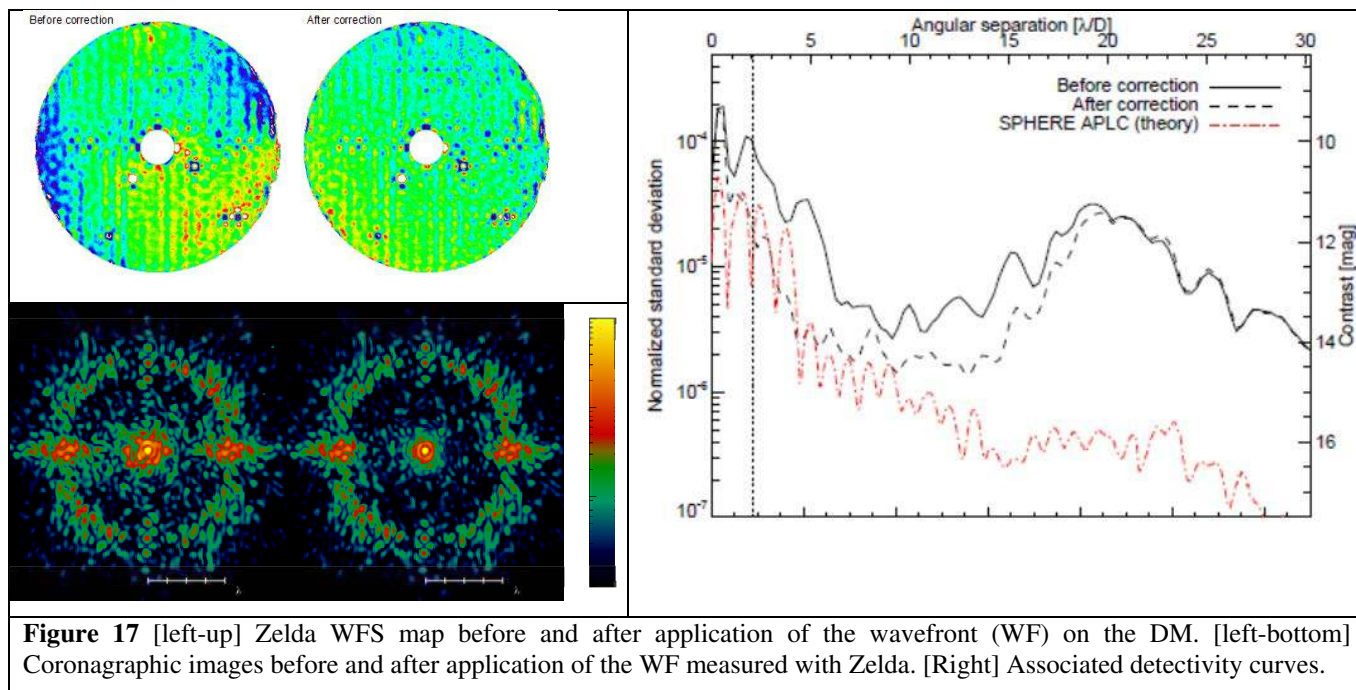 Before correction
After correction
Angular separation [λ/D]
0 5 10 15 20 25 30
Before correction
After correction
SPHERE APLC (theory)
Normalized standard deviation
10-4
10-5
10-6
10-7
Contrast [mag]
10
12
14
16
λ
λ
Figure 17 [left-up] Zelda WFS map before and after application of the wavefront (WF) on the DM. [left-bottom]
Coronagraphic images before and after application of the WF measured with Zelda. [Right] Associated detectivity curves.